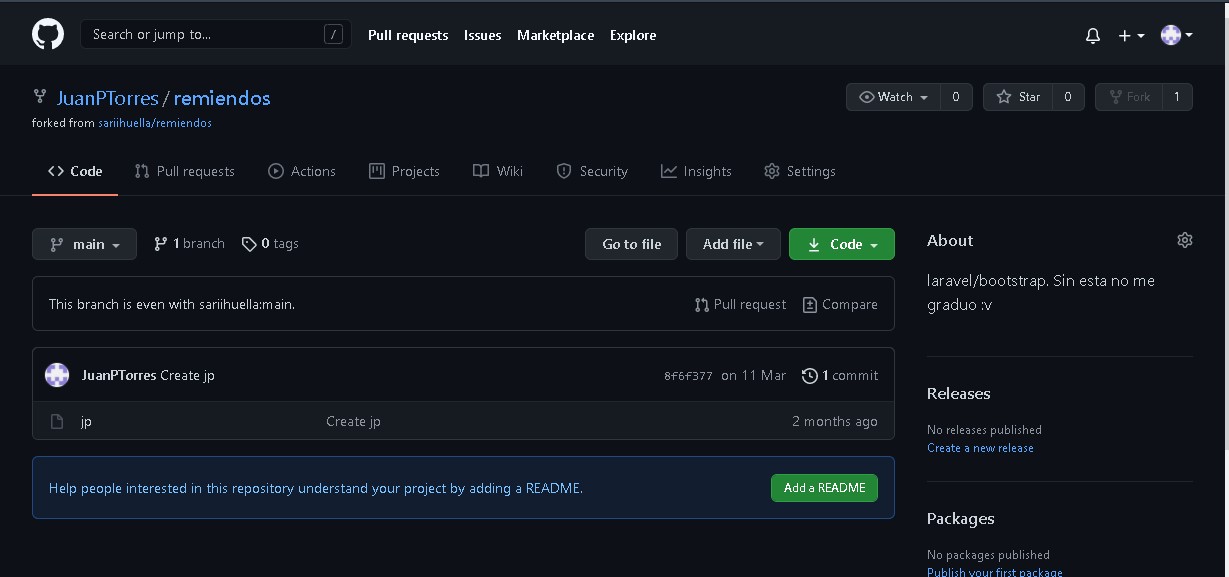 Search or jump to... /
Pull requests Issues Marketplace Explore
JuanPTorres / remiendos
forked from sariihuella/remiendos
Watch 0 Star 0 Fork 1
Code Pull requests Actions Projects Wiki Security Insights Settings
main 1 branch 0 tags Go to file Add file Code
This branch is even with sariihuella:main. Pull request Compare
JuanPTorres Create jp 8f6f377 on 11 Mar 1 commit
jp Create jp 2 months ago
Help people interested in this repository understand your project by adding a README. Add a README
About
laravel/bootstrap. Sin esta no me
graduo :v
Releases
No releases published
Create a new release
Packages
No packages published
Publish your first package